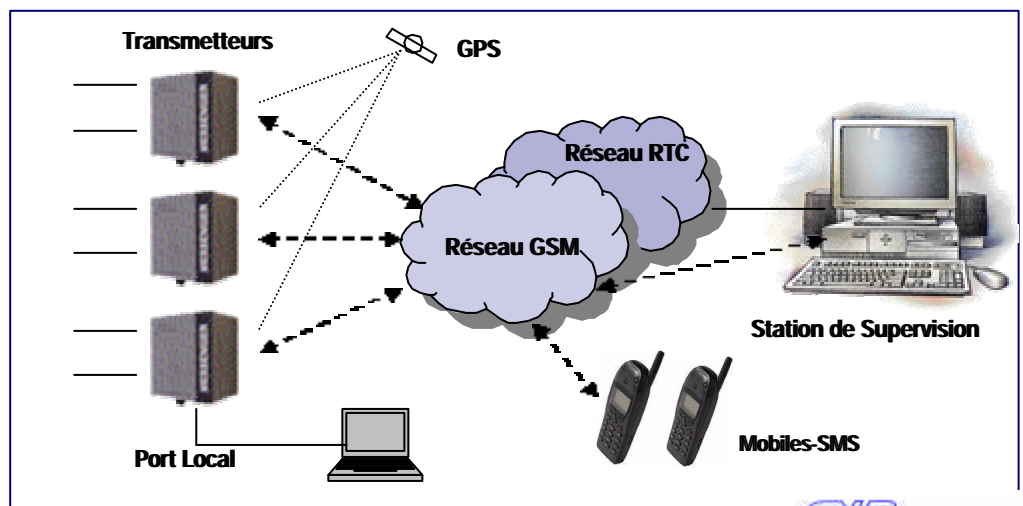 Transmetteurs
GPS
Réseau RTC
Réseau GSM
Station de Supervision
Mobiles-SMS
Port Local